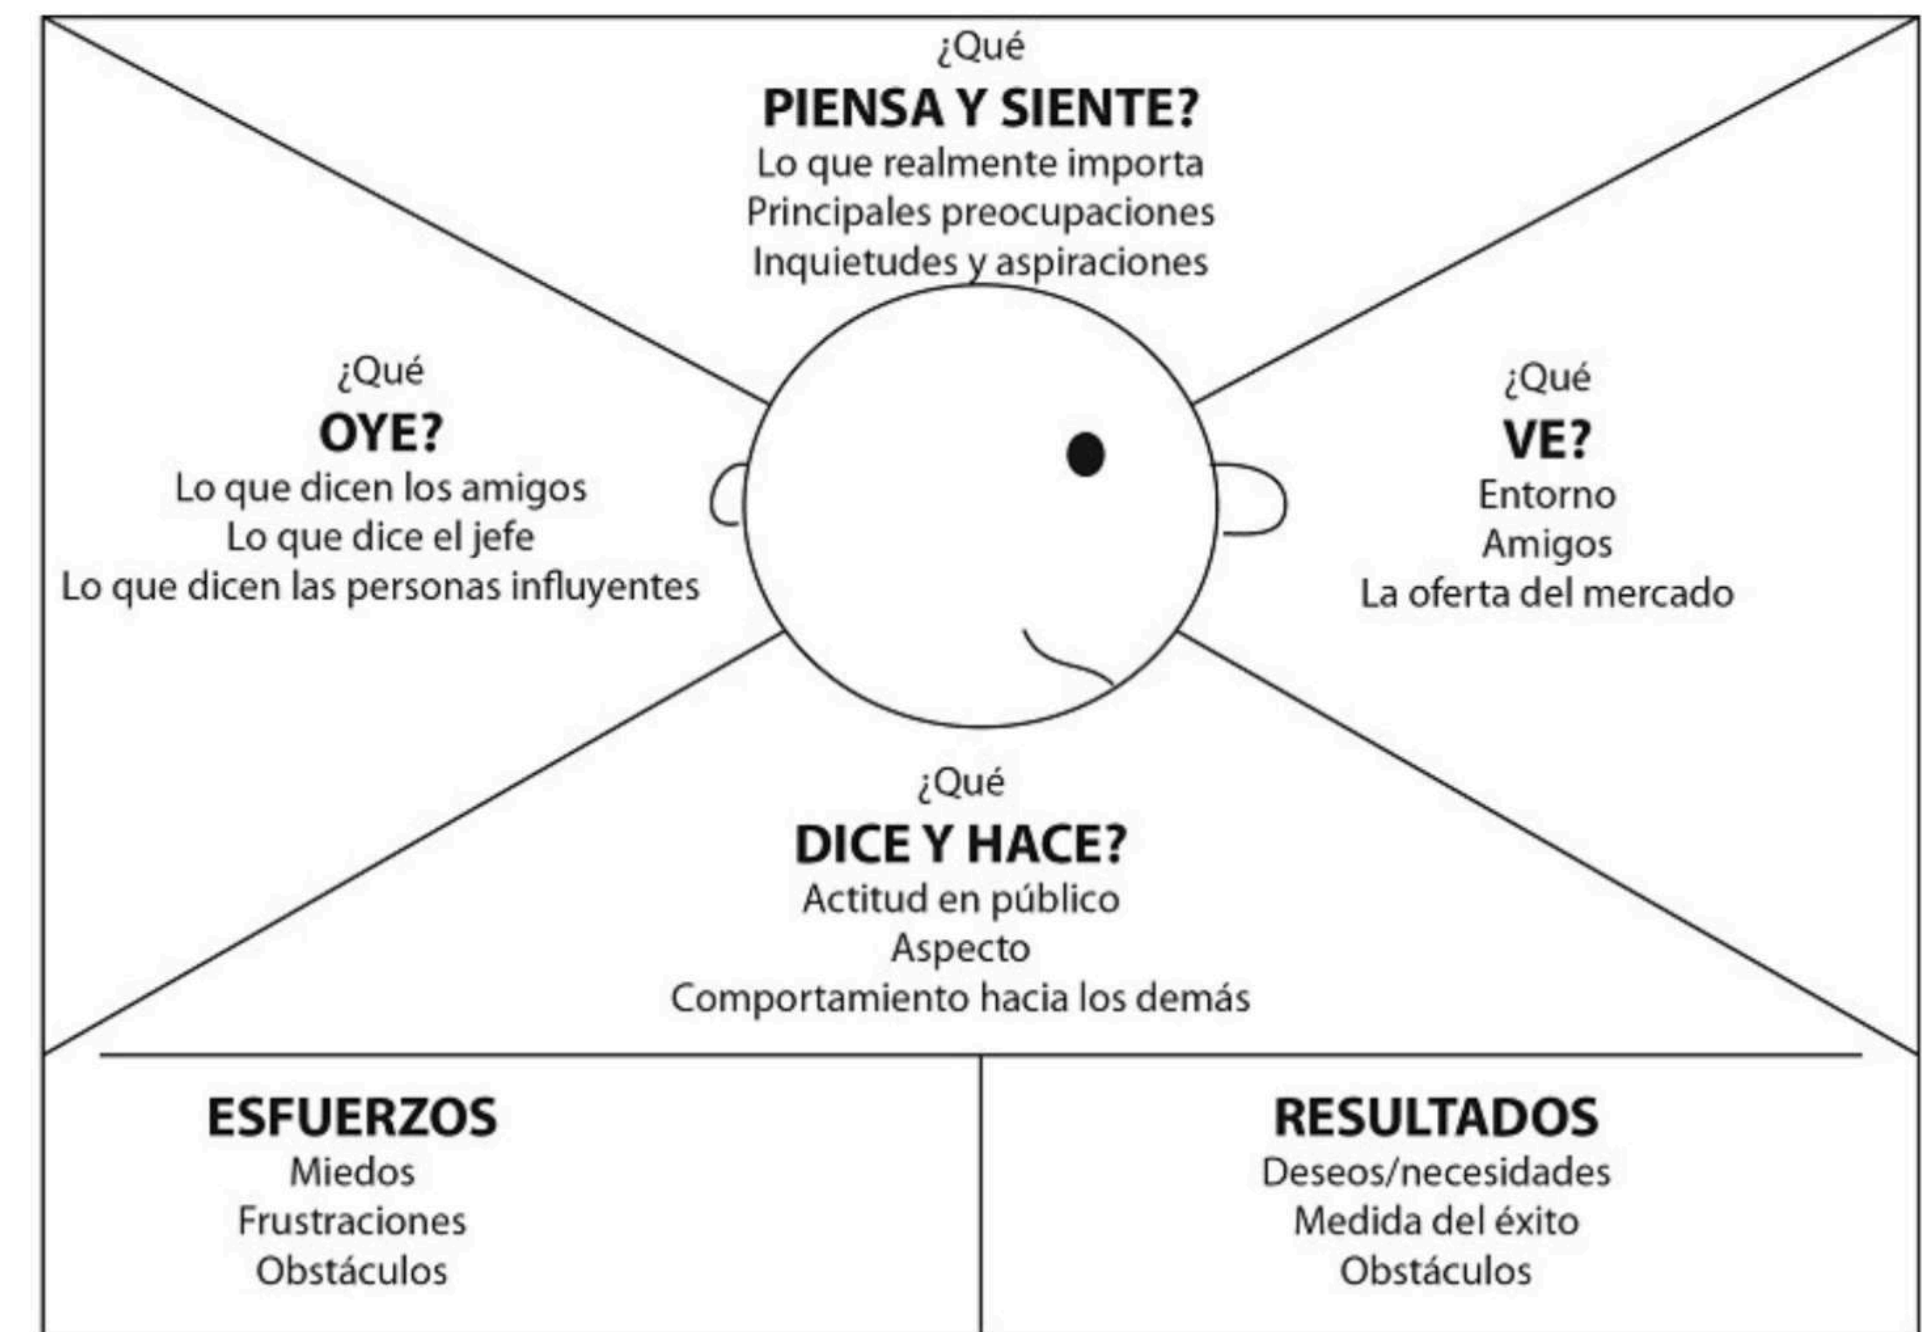 ¿Qué
PIENSA Y SIENTE?
Lo que realmente importa
Principales preocupaciones
Inquietudes y aspiraciones
¿Qué
OYE?
Lo que dicen los amigos
Lo que dice el jefe
Lo que dicen las personas influyentes
¿Qué
VE?
Entorno
Amigos
La oferta del mercado
¿Qué
DICE Y HACE?
Actitud en público
Aspecto
Comportamiento hacia los demás
ESFUERZOS
Miedos
Frustraciones
Obstáculos
RESULTADOS
Deseos/necesidades
Medida del éxito
Obstáculos